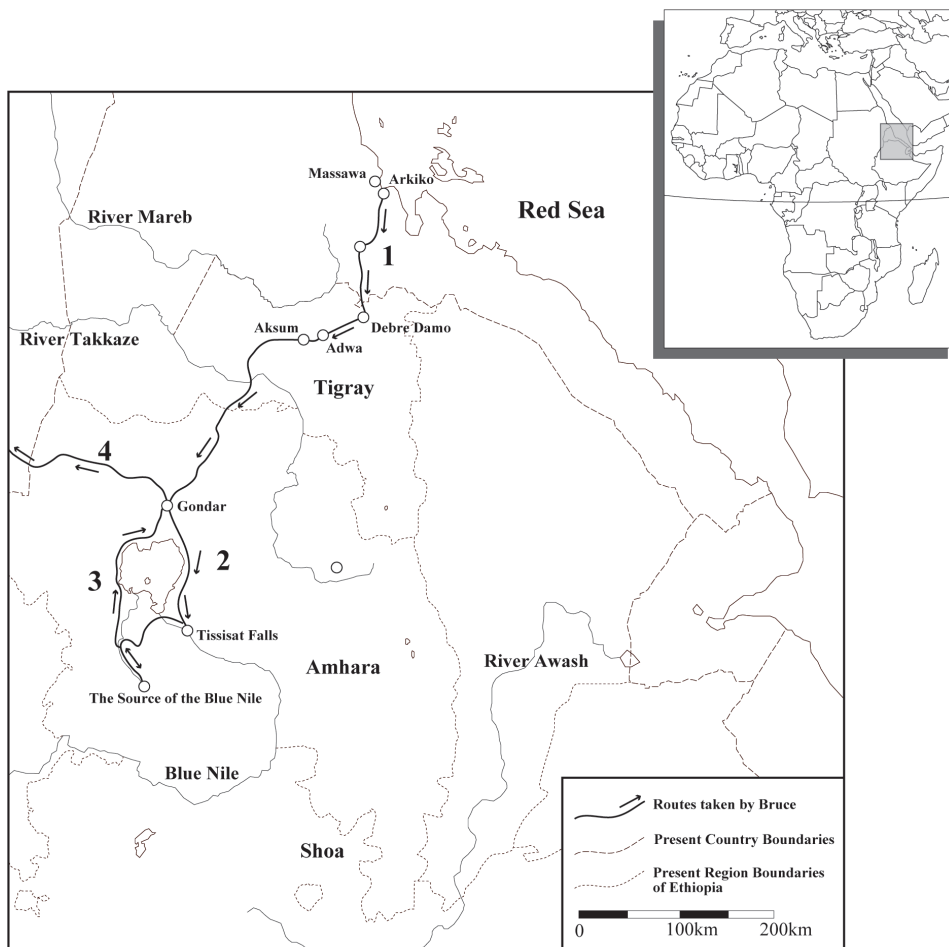 Massawa
Arkiko
River Mareb
Red Sea
1
Aksum
Debre Damo
River Takkaze
Adwa
Tigray
4
Gondar
2
3
Tissisat Falls
Amhara
River Awash
The Source of the Blue Nile
Blue Nile
Shoa
Routes taken by Bruce
Present Country Boundaries
Present Region Boundaries
of Ethiopia
0 100km 200km